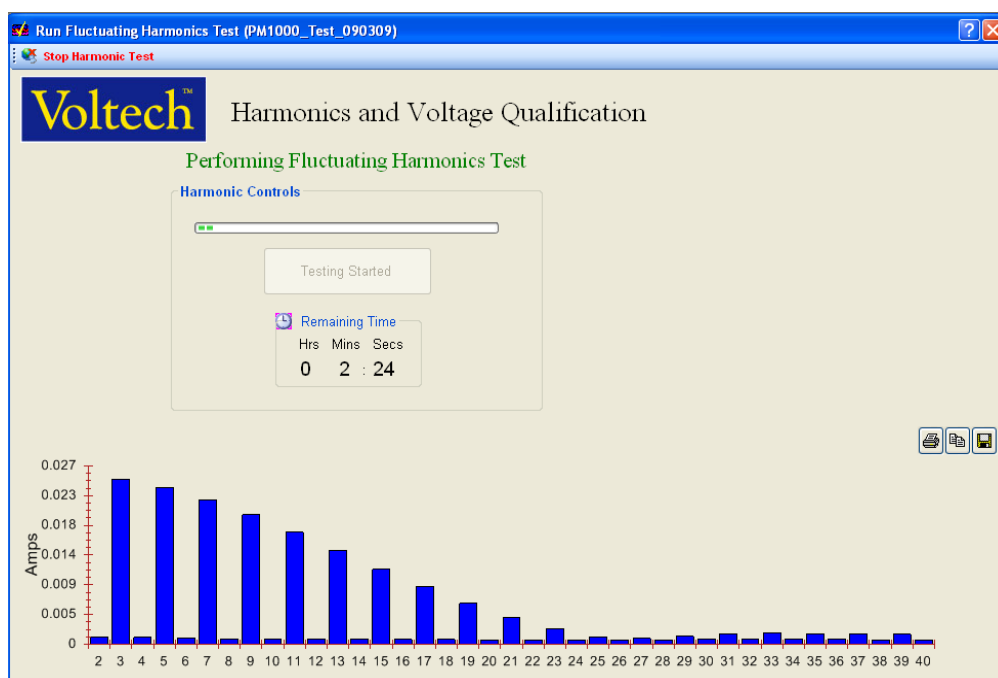 Run Fluctuating Harmonics Test (PM1000_Test_090309)
Stop Harmonic Test
Voltech™ Harmonics and Voltage Qualification
Performing Fluctuating Harmonics Test
Harmonic Controls
Testing Started
Remaining Time
Hrs Mins Secs
0 2 : 24
0.027
0.023
0.018
0.014
0.009
0.005
0
Amps
2 3 4 5 6 7 8 9 10 11 12 13 14 15 16 17 18 19 20 21 22 23 24 25 26 27 28 29 30 31 32 33 34 35 36 37 38 39 40